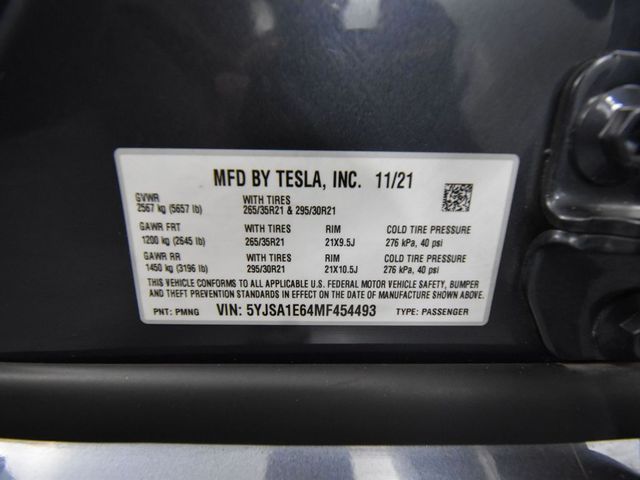 MFD BY TESLA, INC. 11/21
GVWR WITH TIRES
2567 kg (5657 lb) 265/35R21 & 295/30R21
GAWR FRT WITH TIRES RIM COLD TIRE PRESSURE
1200 kg (2645 lb) 265/35R21 21X9.5J 276 kPa, 40 psi
GAWR RR WITH TIRES RIM COLD TIRE PRESSURE
1450 kg (3196 lb) 295/30R21 21X10.5J 276 kPa, 40 psi
THIS VEHICLE CONFORMS TO ALL APPLICABLE U.S. FEDERAL MOTOR VEHICLE SAFETY, BUMPER
AND THEFT PREVENTION STANDARDS IN EFFECT ON THE DATE OF MANUFACTURE SHOWN ABOVE.
PNT: PMNG VIN: 5YJSA1E64MF454493 TYPE: PASSENGER